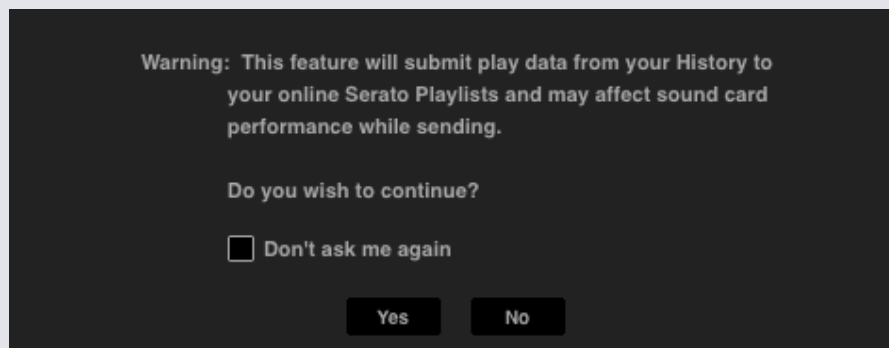 Warning: This feature will submit play data from your History to
your online Serato Playlists and may affect sound card
performance while sending.
Do you wish to continue?
Don't ask me again
Yes No